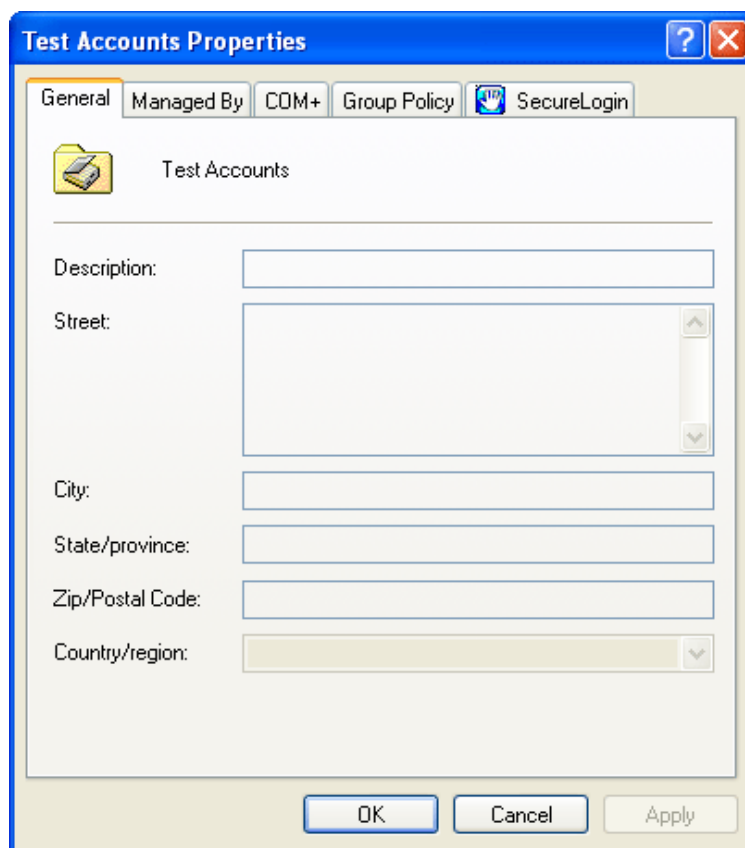 Test Accounts Properties ?
General Managed By COM+ Group Policy SecureLogin
Test Accounts
Description:
Street:
City:
State/province:
Zip/Postal Code:
Country/region:
OK Cancel Apply